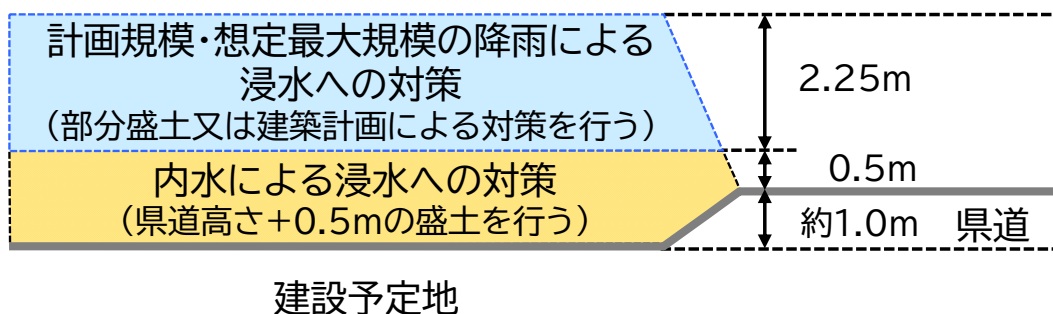 計画規模・想定最大規模の降雨による
浸水への対策
（部分盛土又は建築計画による対策を行う）
2.25m
内水による浸水への対策
（県道高さ＋0.5mの盛土を行う）
0.5m
約1.0m　県道
建設予定地